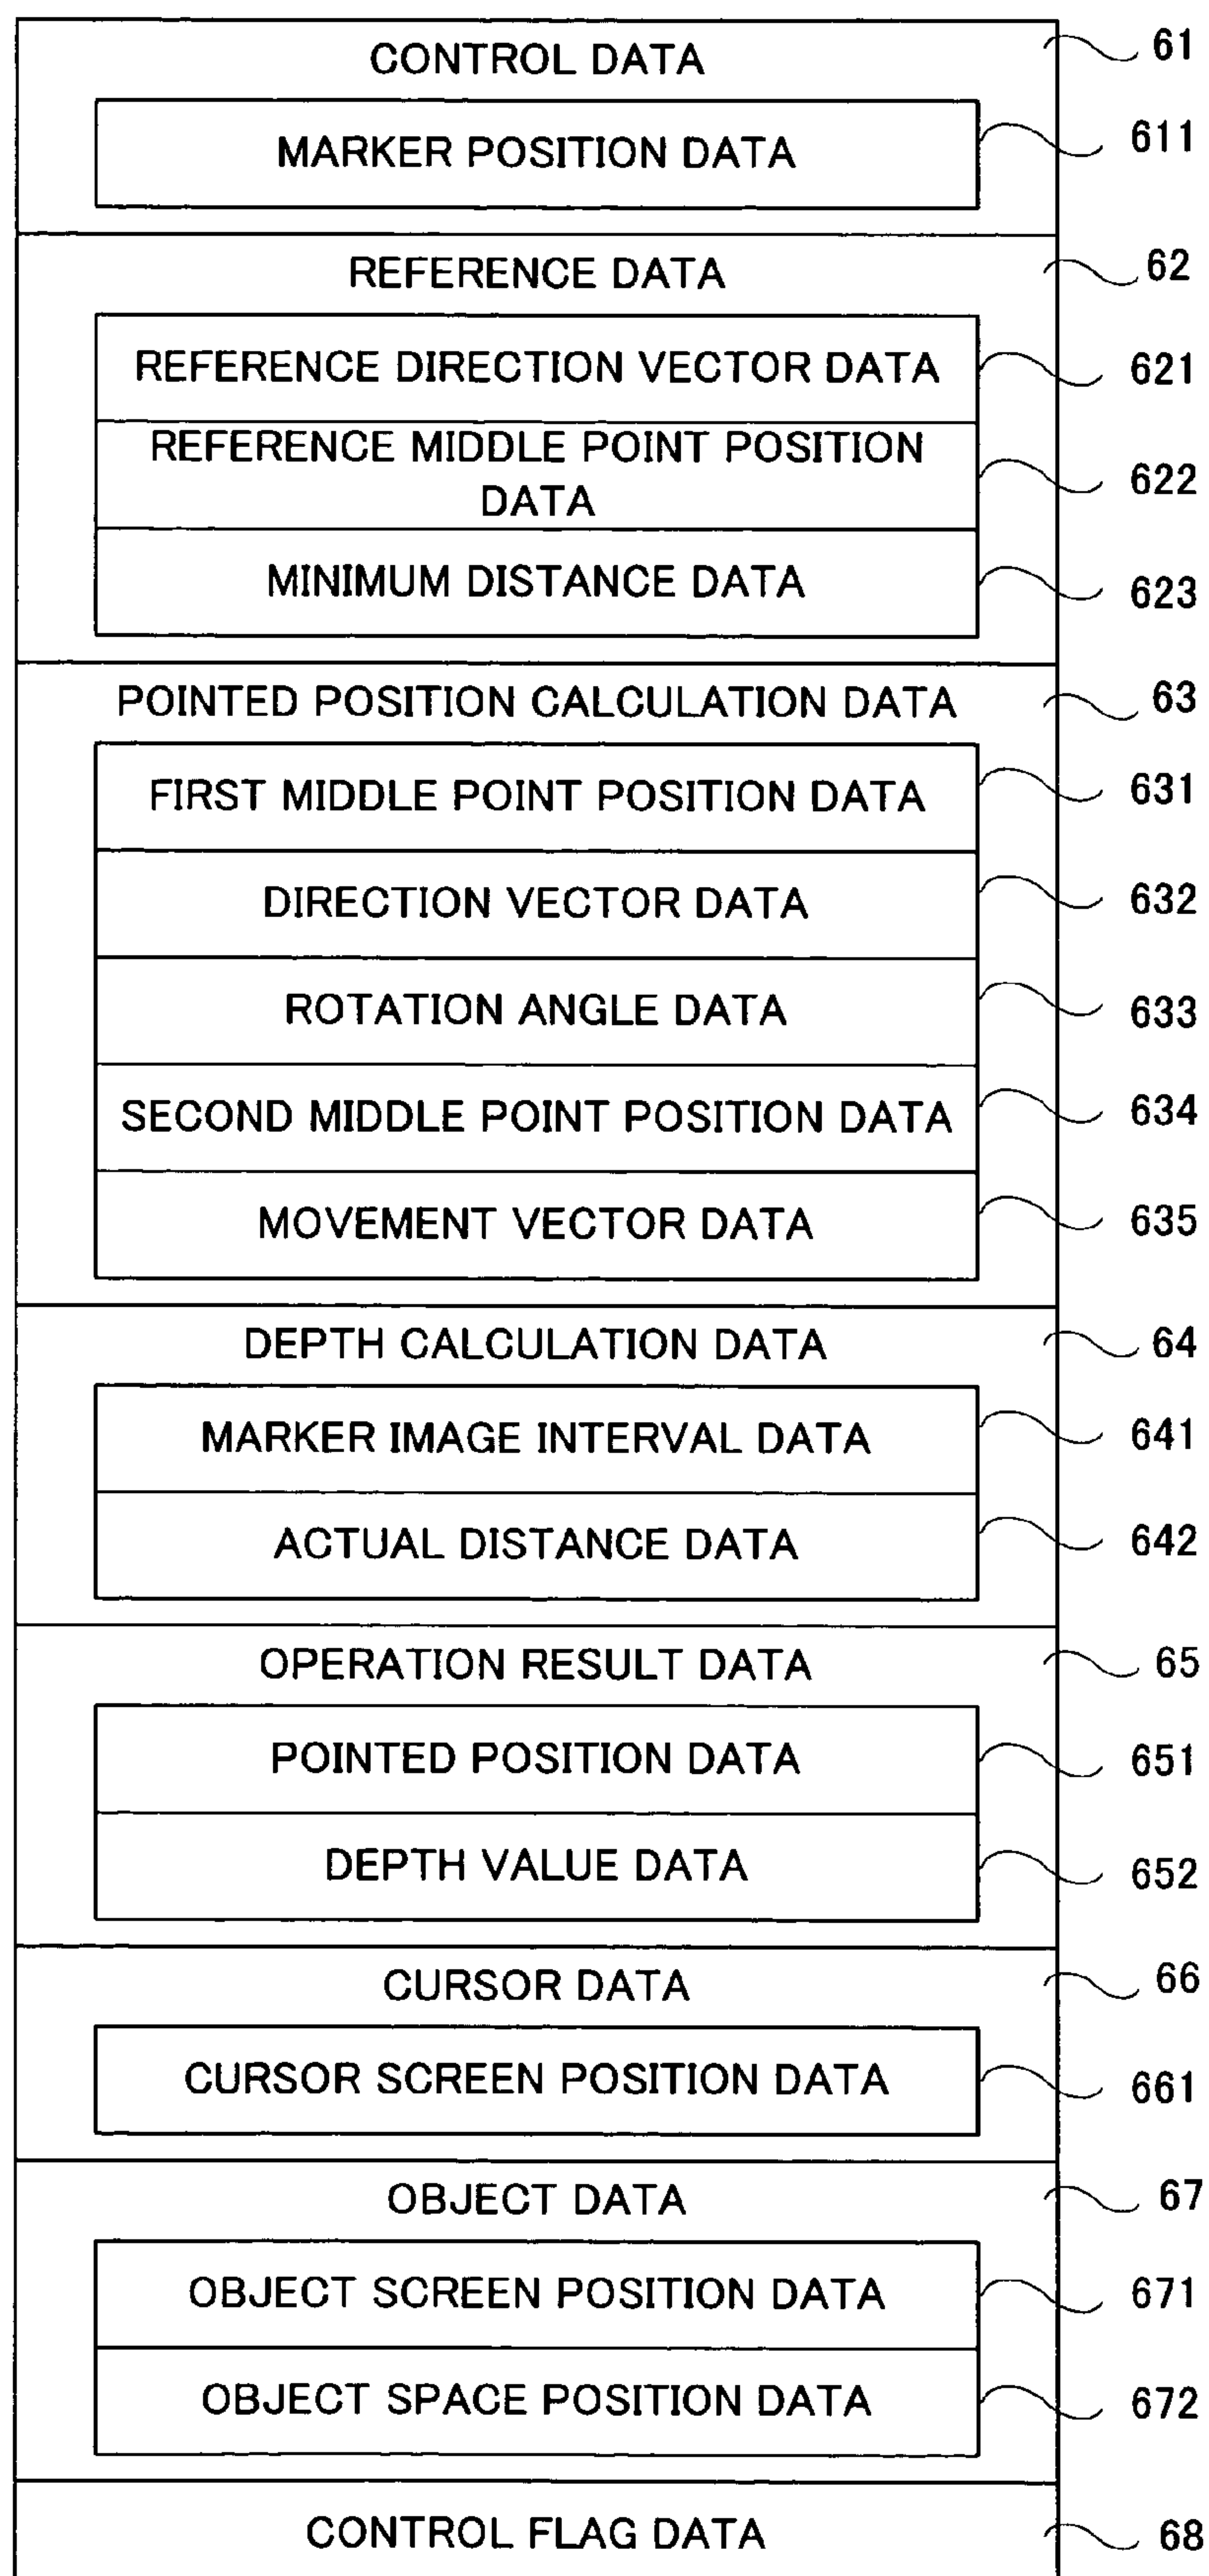 CONTROL DATA 61
MARKER POSITION DATA 611
REFERENCE DATA 62
REFERENCE DIRECTION VECTOR DATA 621
REFERENCE MIDDLE POINT POSITION
DATA 622
MINIMUM DISTANCE DATA 623
POINTED POSITION CALCULATION DATA 63
FIRST MIDDLE POINT POSITION DATA 631
DIRECTION VECTOR DATA 632
ROTATION ANGLE DATA 633
SECOND MIDDLE POINT POSITION DATA 634
MOVEMENT VECTOR DATA 635
DEPTH CALCULATION DATA 64
MARKER IMAGE INTERVAL DATA 641
ACTUAL DISTANCE DATA 642
OPERATION RESULT DATA 65
POINTED POSITION DATA 651
DEPTH VALUE DATA 652
CURSOR DATA 66
CURSOR SCREEN POSITION DATA 661
OBJECT DATA 67
OBJECT SCREEN POSITION DATA 671
OBJECT SPACE POSITION DATA 672
CONTROL FLAG DATA 68